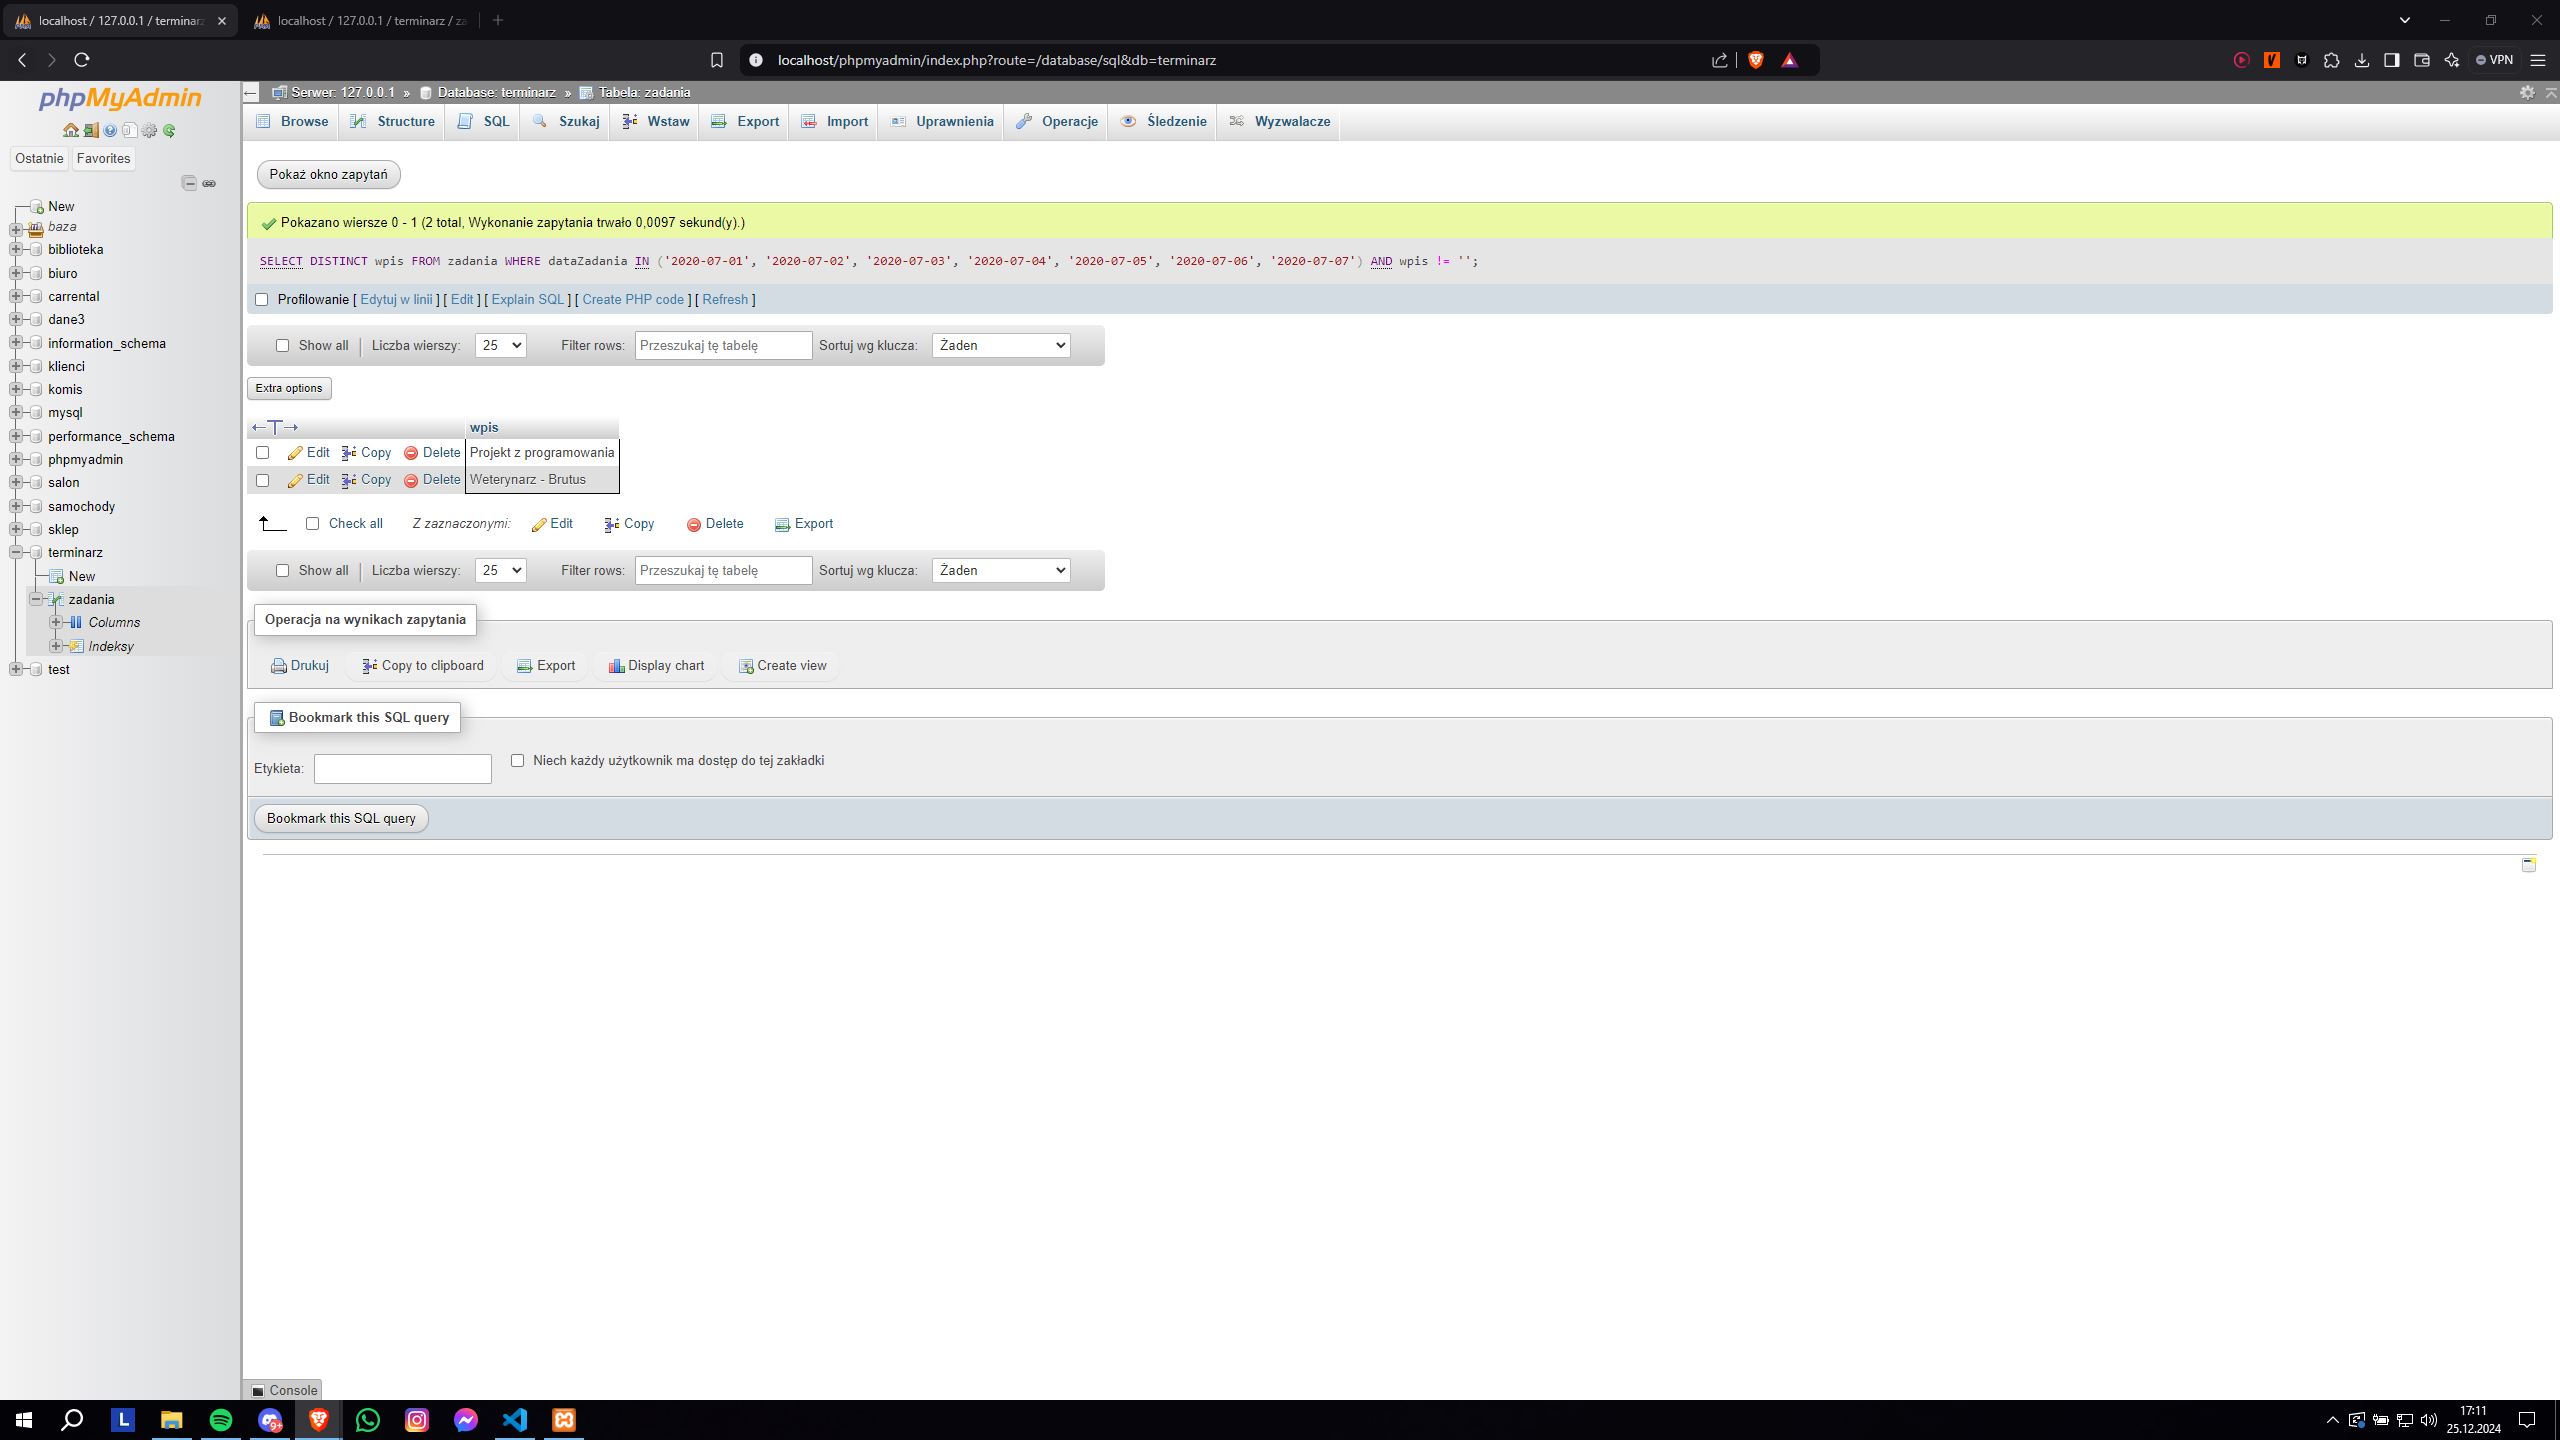 localhost / 127.0.0.1 / terminarz
localhost / 127.0.0.1 / terminarz / za
localhost/phpmyadmin/index.php?route=/database/sql&db=terminarz
VPN
phpMyAdmin
Ostatnie
Favorites
New
baza
biblioteka
biuro
carrental
dane3
information_schema
klienci
komis
mysql
performance_schema
phpmyadmin
salon
samochody
sklep
terminarz
New
zadania
Columns
Indeksy
test
Serwer: 127.0.0.1 » Database: terminarz » Tabela: zadania
Browse Structure SQL Szukaj Wstaw Export Import Uprawnienia Operacje Śledzenie Wyzwalacze
Pokaż okno zapytań
Pokazano wiersze 0 - 1 (2 total, Wykonanie zapytania trwało 0,0097 sekund(y).)
SELECT DISTINCT wpis FROM zadania WHERE dataZadania IN ('2020-07-01', '2020-07-02', '2020-07-03', '2020-07-04', '2020-07-05', '2020-07-06', '2020-07-07') AND wpis != '';
Profilowanie [ Edytuj w linii ] [ Edit ] [ Explain SQL ] [ Create PHP code ] [ Refresh ]
Show all | Liczba wierszy: 25 Filter rows: Przeszukaj tę tabelę Sortuj wg klucza: Żaden
Extra options
←T→ wpis
Edit Copy Delete Projekt z programowania
Edit Copy Delete Weterynarz - Brutus
Check all Z zaznaczonymi: Edit Copy Delete Export
Show all | Liczba wierszy: 25 Filter rows: Przeszukaj tę tabelę Sortuj wg klucza: Żaden
Operacja na wynikach zapytania
Drukuj Copy to clipboard Export Display chart Create view
Bookmark this SQL query
Etykieta: Niech każdy użytkownik ma dostęp do tej zakładki
Bookmark this SQL query
Console
L
9+
17:11
25.12.2024